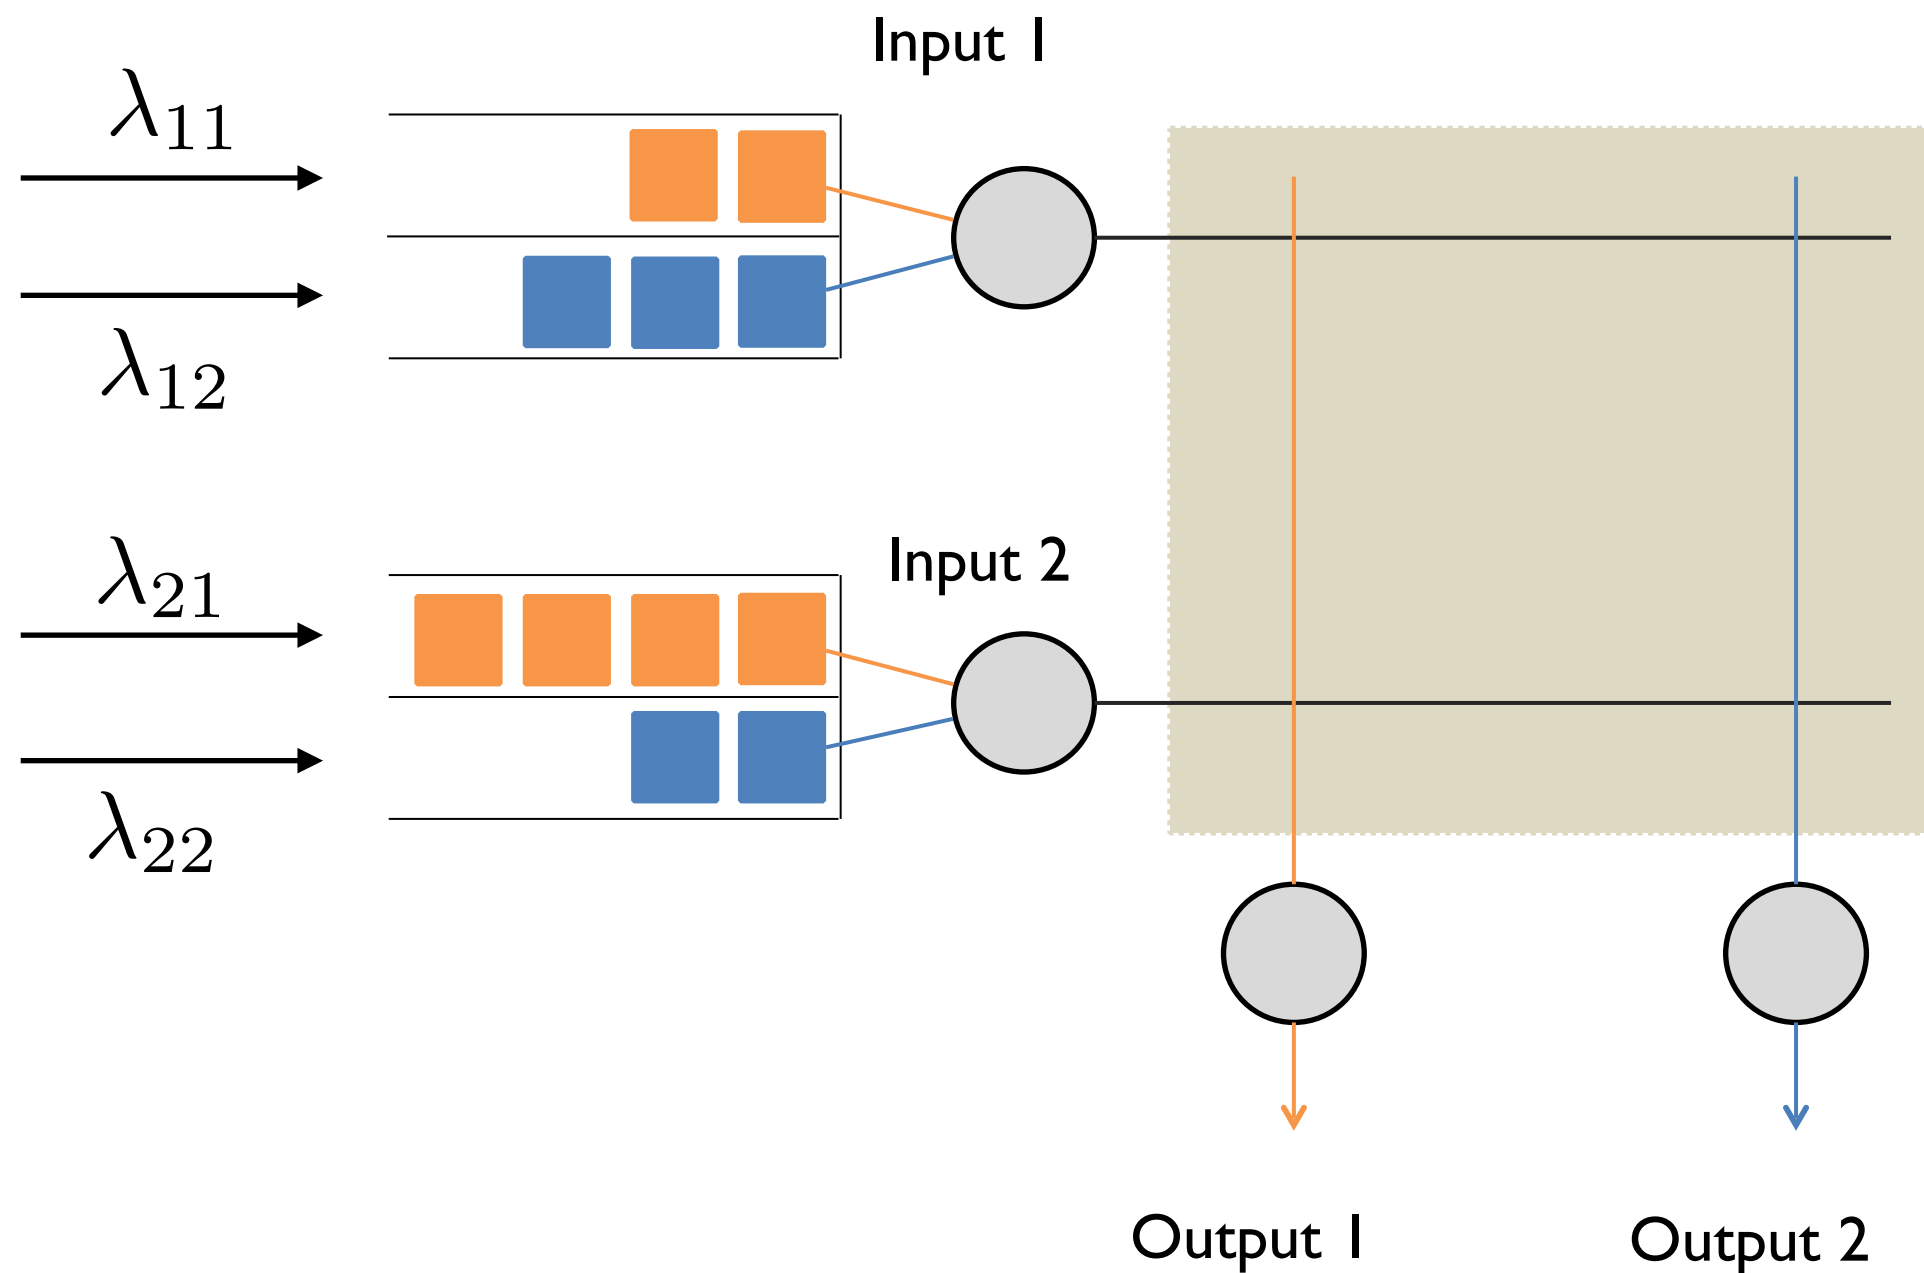 Input 1
λ₁₁
λ₁₂
Input 2
λ₂₁
λ₂₂
Output 1
Output 2